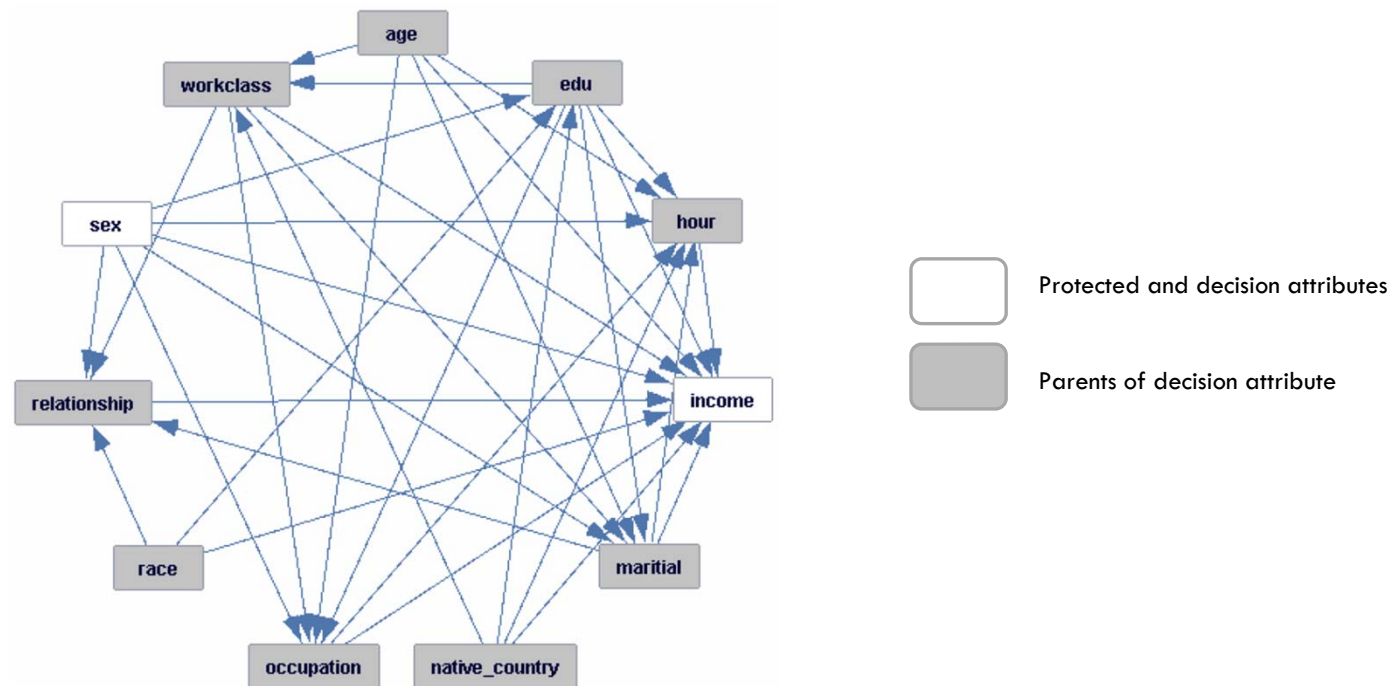 age
workclass
edu
sex
hour
relationship
income
race
maritial
occupation
native_country
Protected and decision attributes
Parents of decision attribute